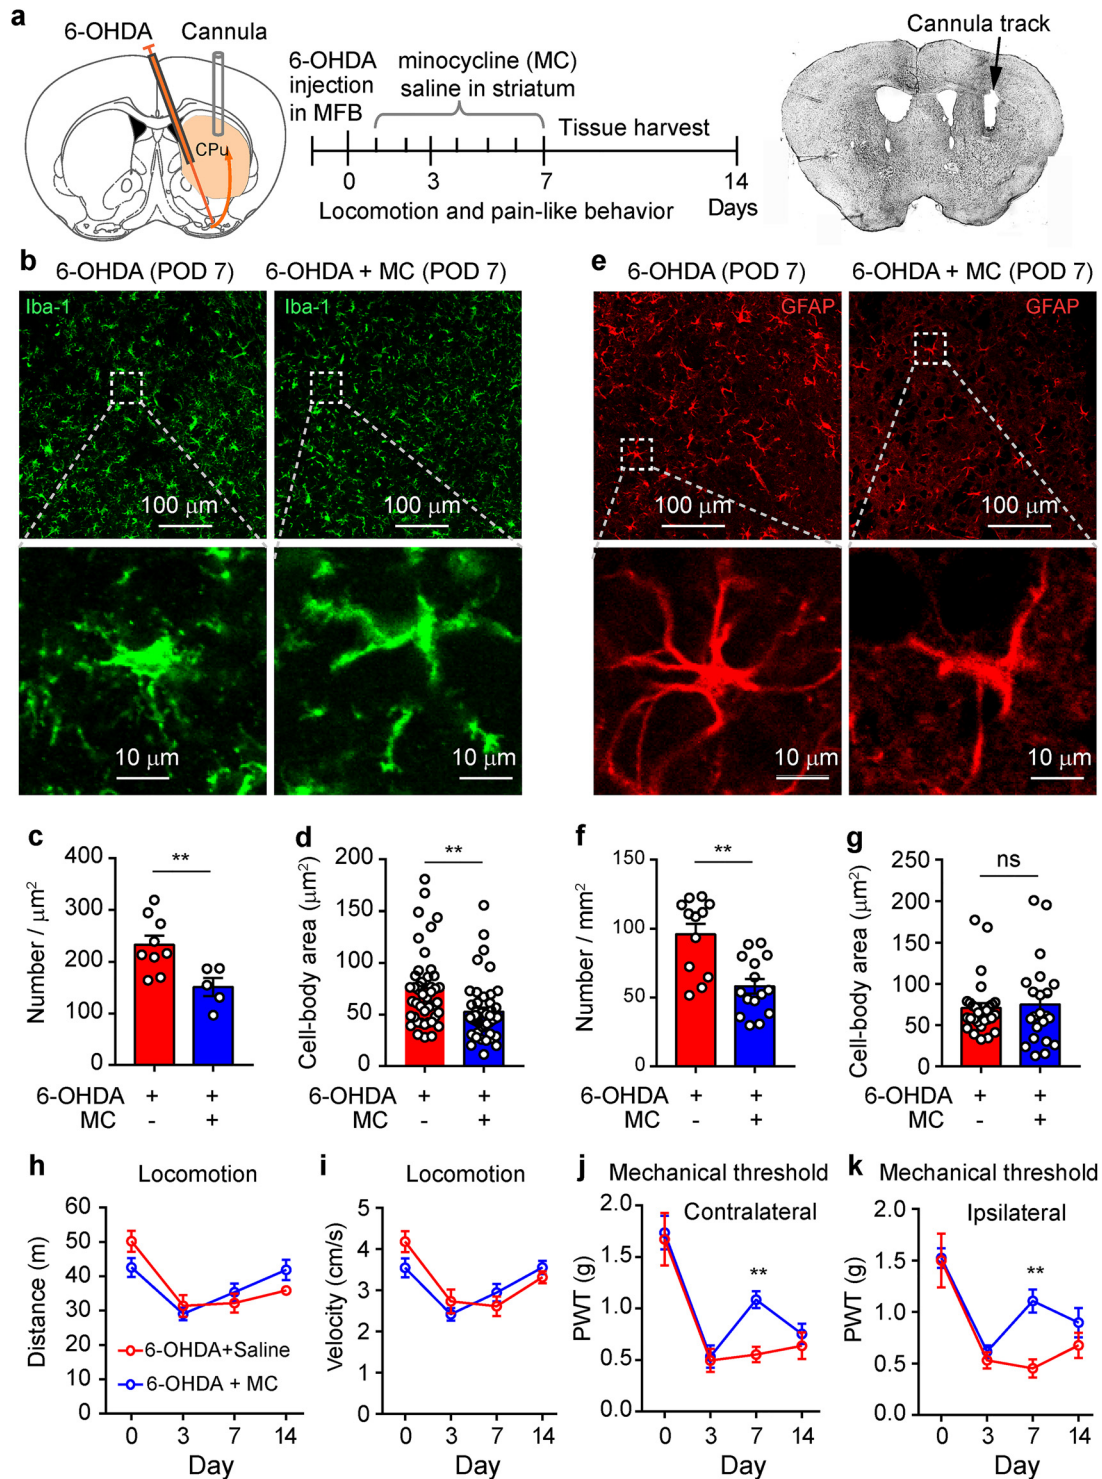 a
6-OHDA Cannula
CPu
6-OHDA
injection
in MFB
minocycline (MC)
saline in striatum
Tissue harvest
0 3 7 14
Locomotion and pain-like behavior Days
Cannula track
b
6-OHDA (POD 7) 6-OHDA + MC (POD 7)
Iba-1 Iba-1
100 μm 100 μm
10 μm 10 μm
e
6-OHDA (POD 7) 6-OHDA + MC (POD 7)
GFAP GFAP
100 μm 100 μm
10 μm 10 μm
c
Number / μm²
400
300
200
100
0
**
6-OHDA + +
MC - +
d
Cell-body area (μm²)
200
150
100
50
0
**
+ +
- +
f
Number / mm²
150
100
50
0
**
6-OHDA + +
MC - +
g
Cell-body area (μm²)
250
200
150
100
50
0
ns
+ +
- +
h Locomotion
Distance (m)
60
50
40
30
20
10
0
6-OHDA+Saline
6-OHDA + MC
0 3 7 14
Day
i Locomotion
Velocity (cm/s)
5
4
3
2
1
0
0 3 7 14
Day
j Mechanical threshold
Contralateral
PWT (g)
2.0
1.5
1.0
0.5
0.0
**
0 3 7 14
Day
k Mechanical threshold
Ipsilateral
PWT (g)
2.0
1.5
1.0
0.5
0.0
**
0 3 7 14
Day